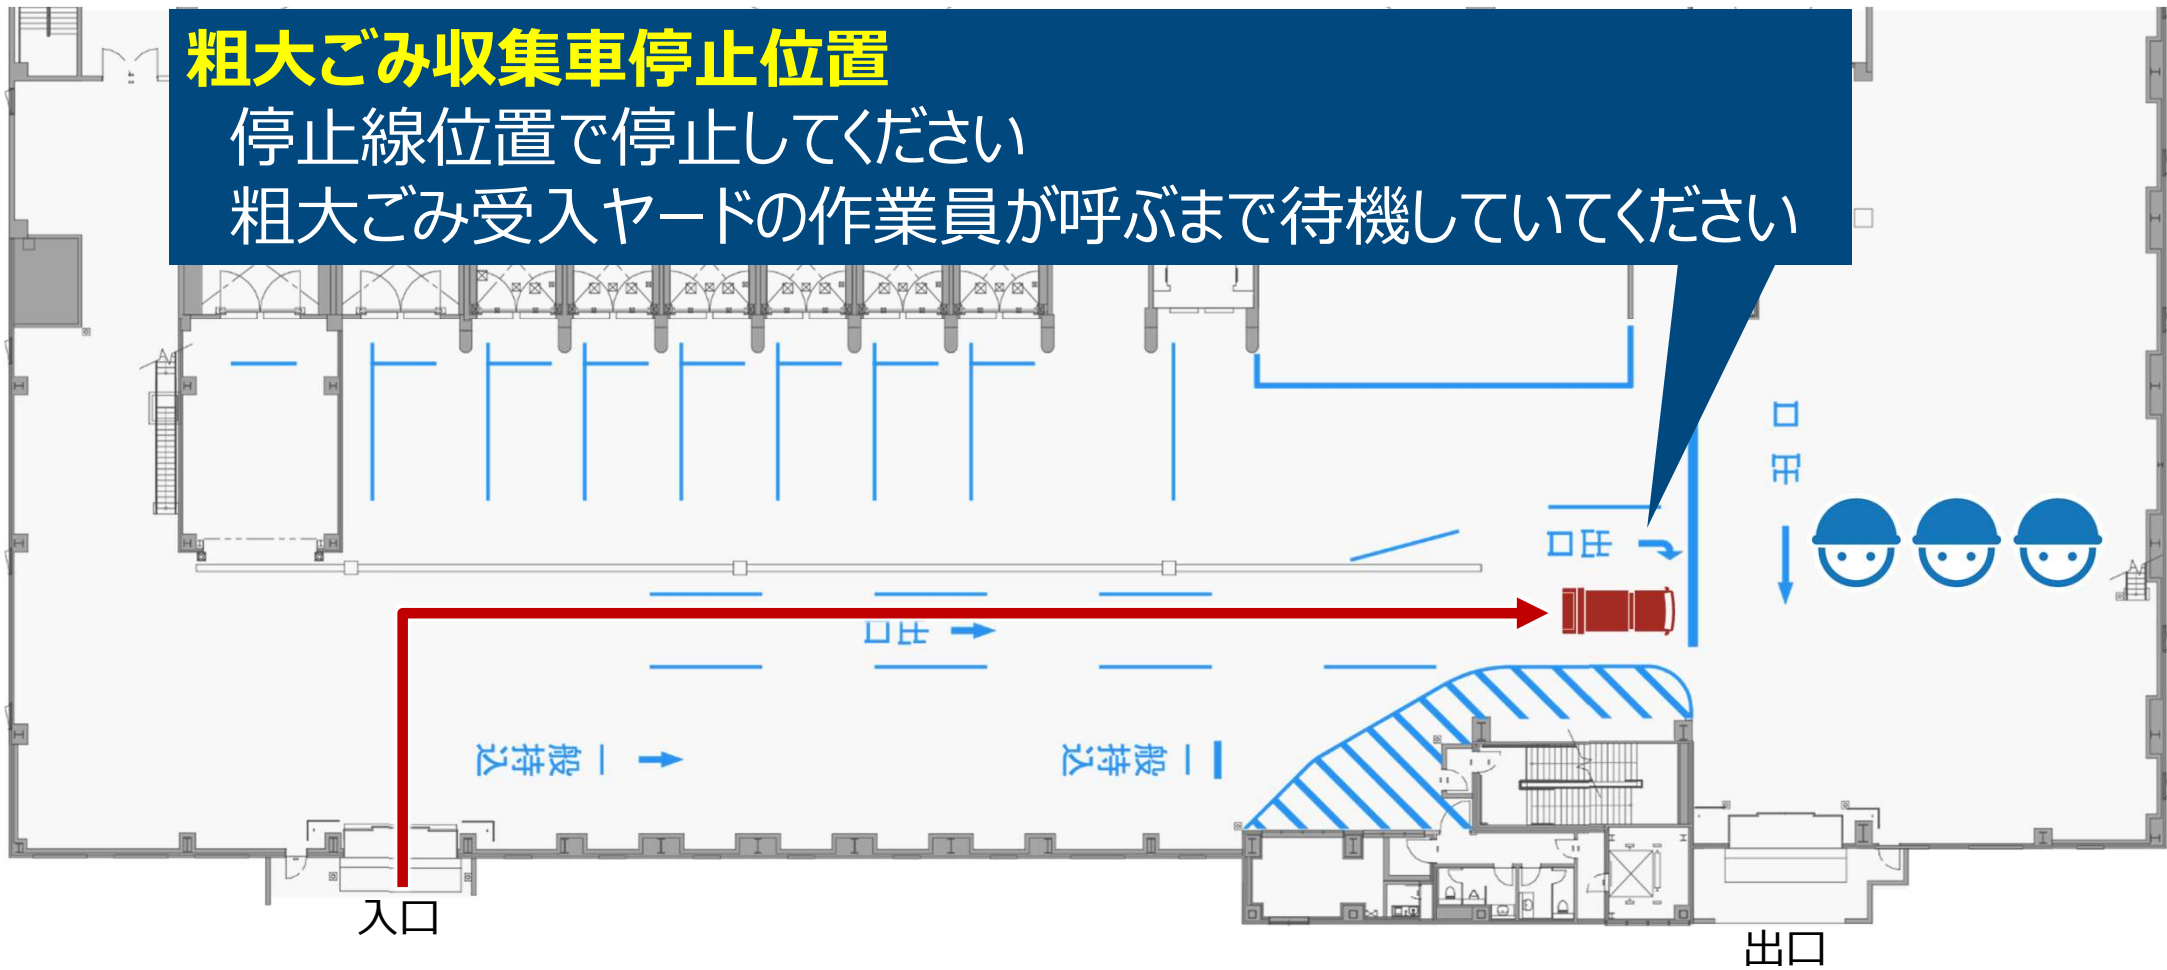 粗大ごみ収集車停止位置
停止線位置で停止してください
粗大ごみ受入ヤードの作業員が呼ぶまで待機していてください
出口
出口
出口
一般持込
一般持込
入口
出口